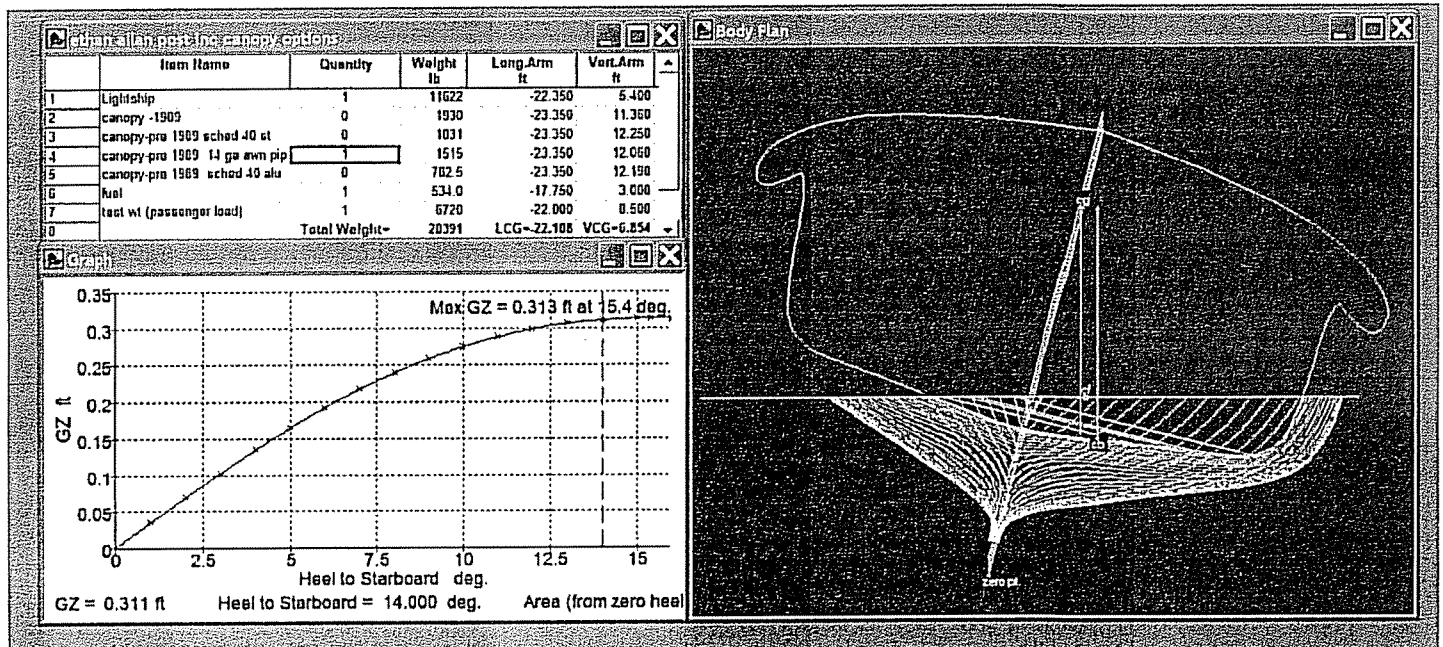 ethan allan post inc canopy options
Item Name Quantity Weight lb Long.Arm ft Vert.Arm ft
1 Lightship 1 11622 -22.350 5.400
2 canopy -1989 0 1930 -23.350 11.360
3 canopy-pro 1989 sched 40 st 0 1031 -23.350 12.250
4 canopy-pro 1989 14 ga awn pip 1 1515 -23.350 12.060
5 canopy-pro 1989 sched 40 alu 0 702.5 -23.350 12.190
6 fuel 1 534.0 -17.750 3.000
7 test wt (passenger load) 1 6720 -22.000 8.500
Total Weight= 20391 LCG=-22.108 VCG=6.854
Graph
Max GZ = 0.313 ft at 15.4 deg.
0.35
0.3
0.25
0.2
0.15
0.1
0.05
0
GZ ft
0 2.5 5 7.5 10 12.5 15
Heel to Starboard deg.
GZ = 0.311 ft Heel to Starboard = 14.000 deg. Area (from zero heel
Body Plan
cg
cb
zero pt.